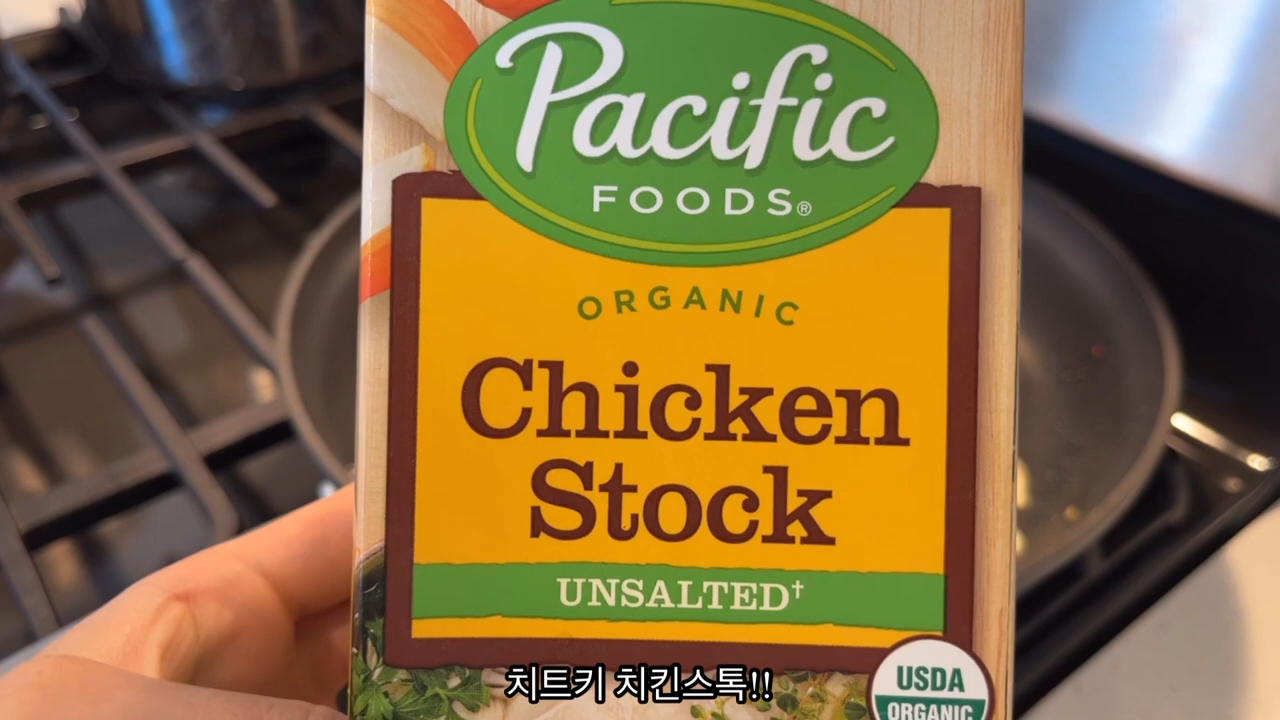 Pacific
FOODS®
ORGANIC
Chicken
Stock
UNSALTED†
USDA
ORGANIC
치트키 치킨스톡!!